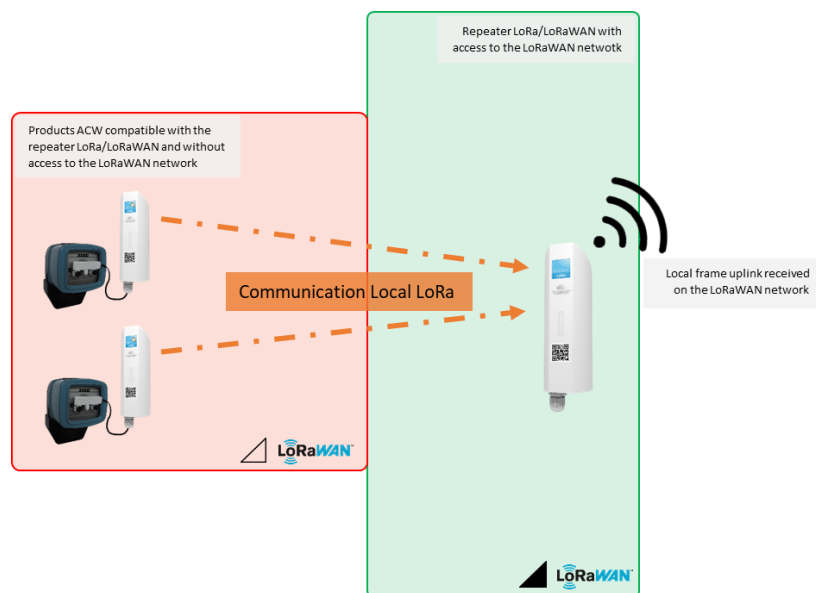 Repeater LoRa/LoRaWAN with
access to the LoRaWAN netwotk
Products ACW compatible with the
repeater LoRa/LoRaWAN and without
access to the LoRaWAN network
Communication Local LoRa
Local frame uplink received
on the LoRaWAN network
LoRaWAN
LoRaWAN